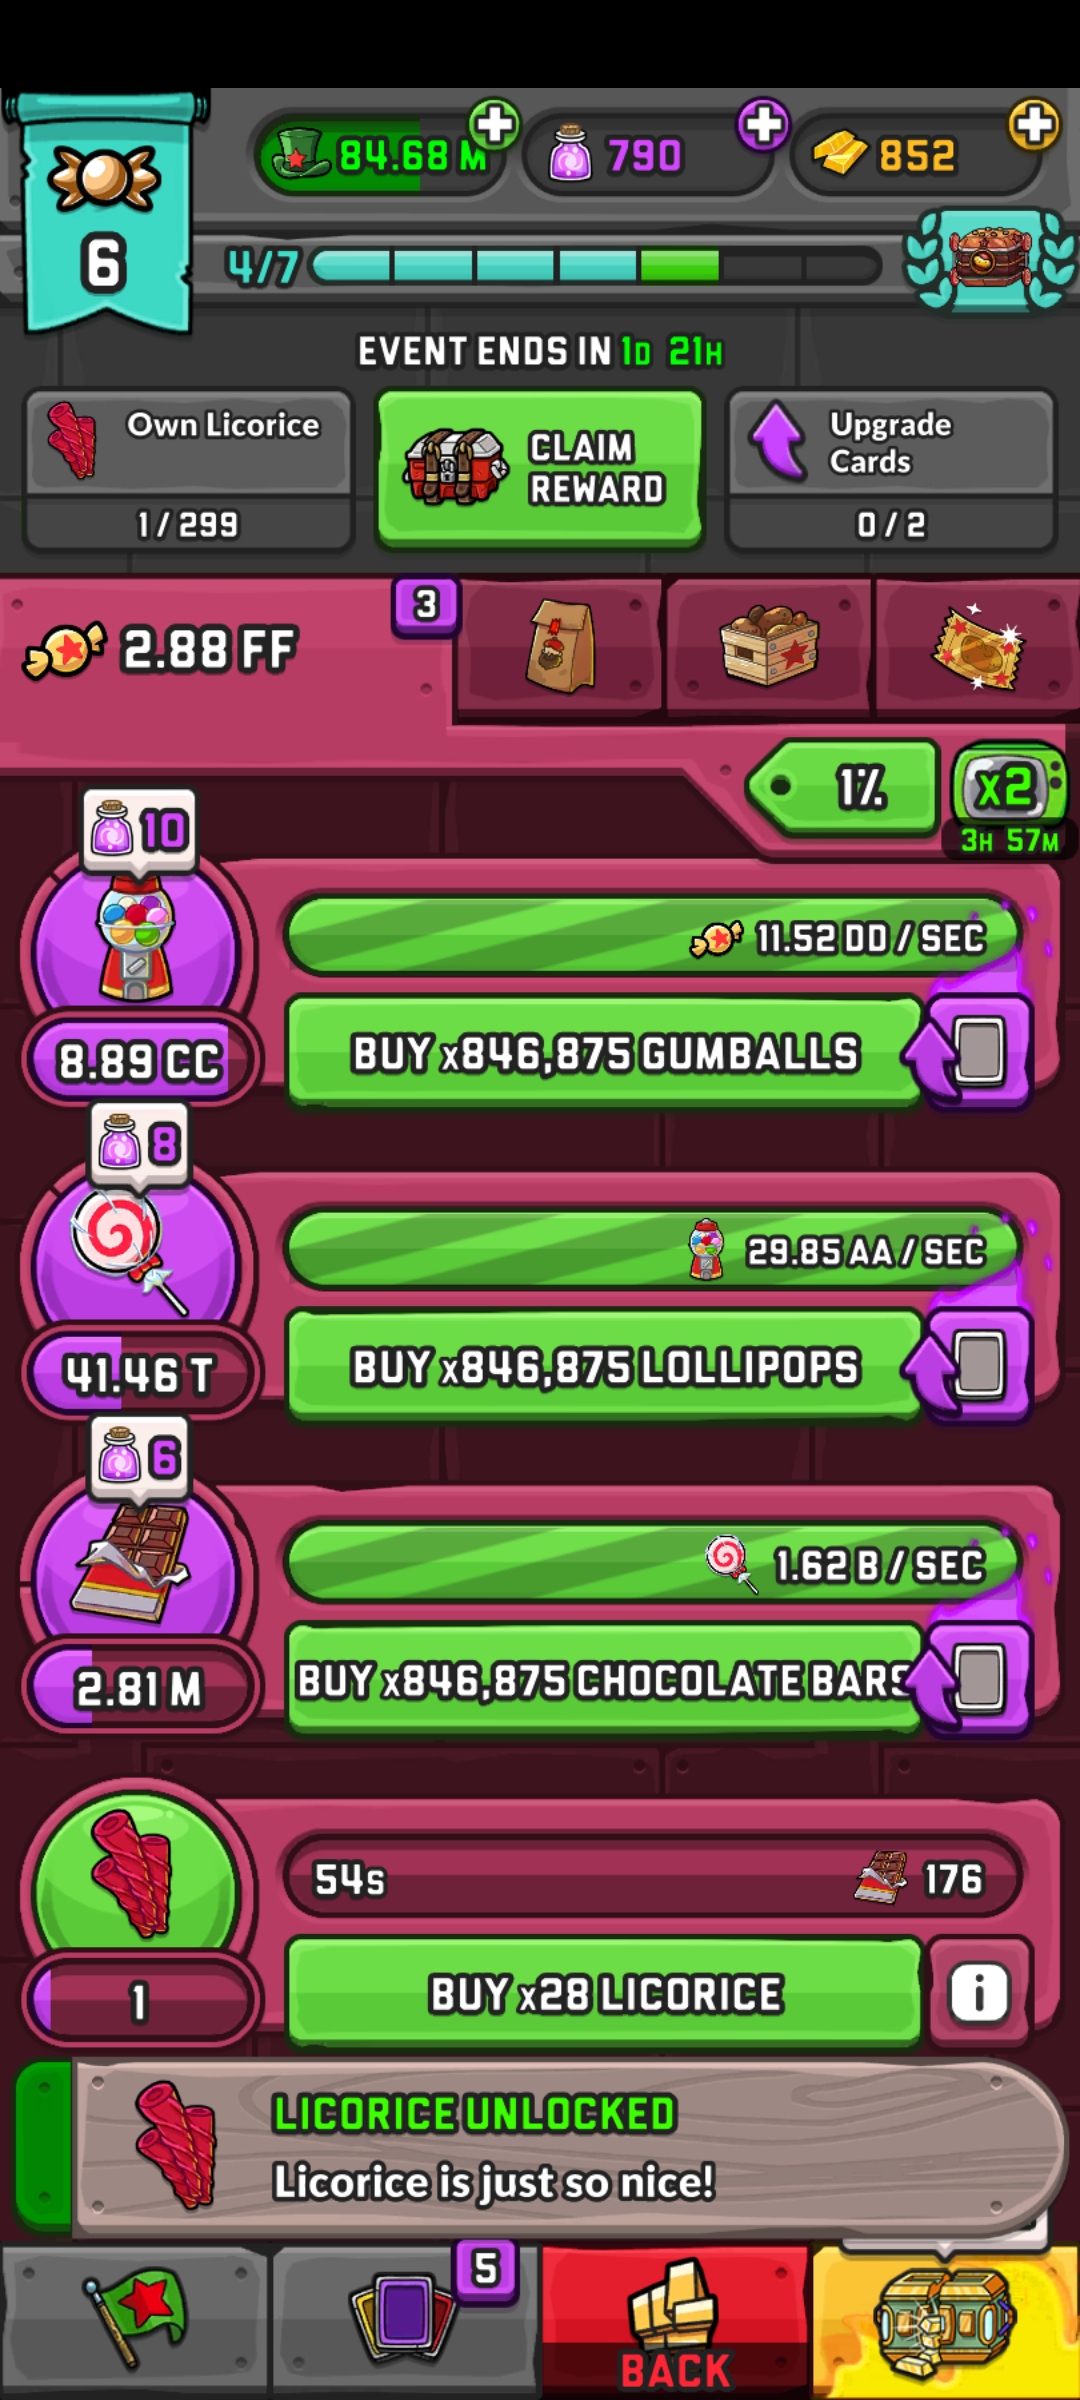 84.68 M
790
852
6
4/7
EVENT ENDS IN 1D 21H
Own Licorice
1 / 299
CLAIM
REWARD
Upgrade
Cards
0 / 2
2.88 FF
3
1%
x2
3H 57M
10
11.52 DD / SEC
8.89 CC
BUY x846,875 GUMBALLS
8
29.85 AA / SEC
41.46 T
BUY x846,875 LOLLIPOPS
6
1.62 B / SEC
2.81 M
BUY x846,875 CHOCOLATE BARS
54s
176
1
BUY x28 LICORICE
i
LICORICE UNLOCKED
Licorice is just so nice!
5
BACK